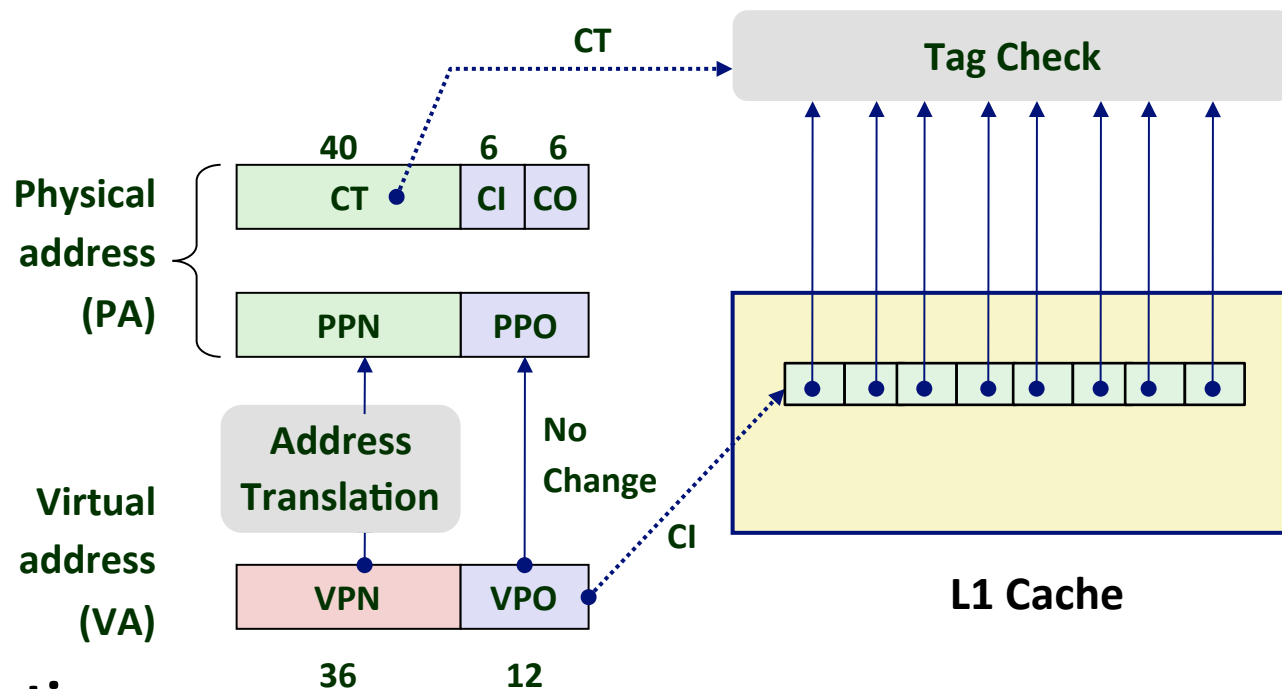 CT
Tag Check
40 6 6
CT CI CO
Physical
address
(PA)
PPN PPO
Address
Translation
No
Change
Virtual
address
(VA)
CI
VPN VPO
L1 Cache
36 12